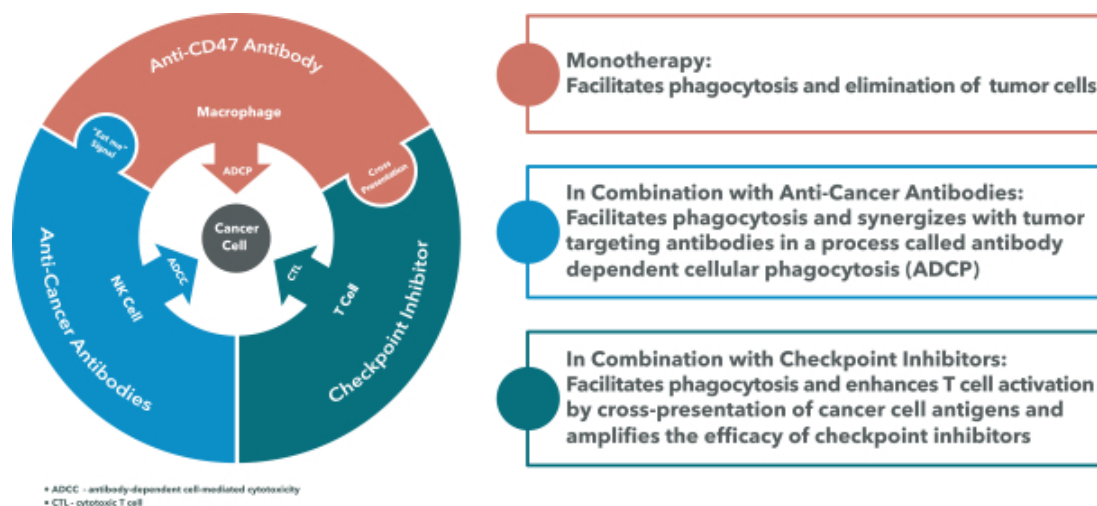 Anti-CD47 Antibody
Macrophage
"Eat me"
Signal
ADCP
Cross
Presentation
Cancer
Cell
ADCC
CTL
NK Cell
T Cell
Anti-Cancer Antibodies
Checkpoint Inhibitor
• ADCC - antibody-dependent cell-mediated cytotoxicity
• CTL - cytotoxic T cell
Monotherapy:
Facilitates phagocytosis and elimination of tumor cells
In Combination with Anti-Cancer Antibodies:
Facilitates phagocytosis and synergizes with tumor
targeting antibodies in a process called antibody
dependent cellular phagocytosis (ADCP)
In Combination with Checkpoint Inhibitors:
Facilitates phagocytosis and enhances T cell activation
by cross-presentation of cancer cell antigens and
amplifies the efficacy of checkpoint inhibitors